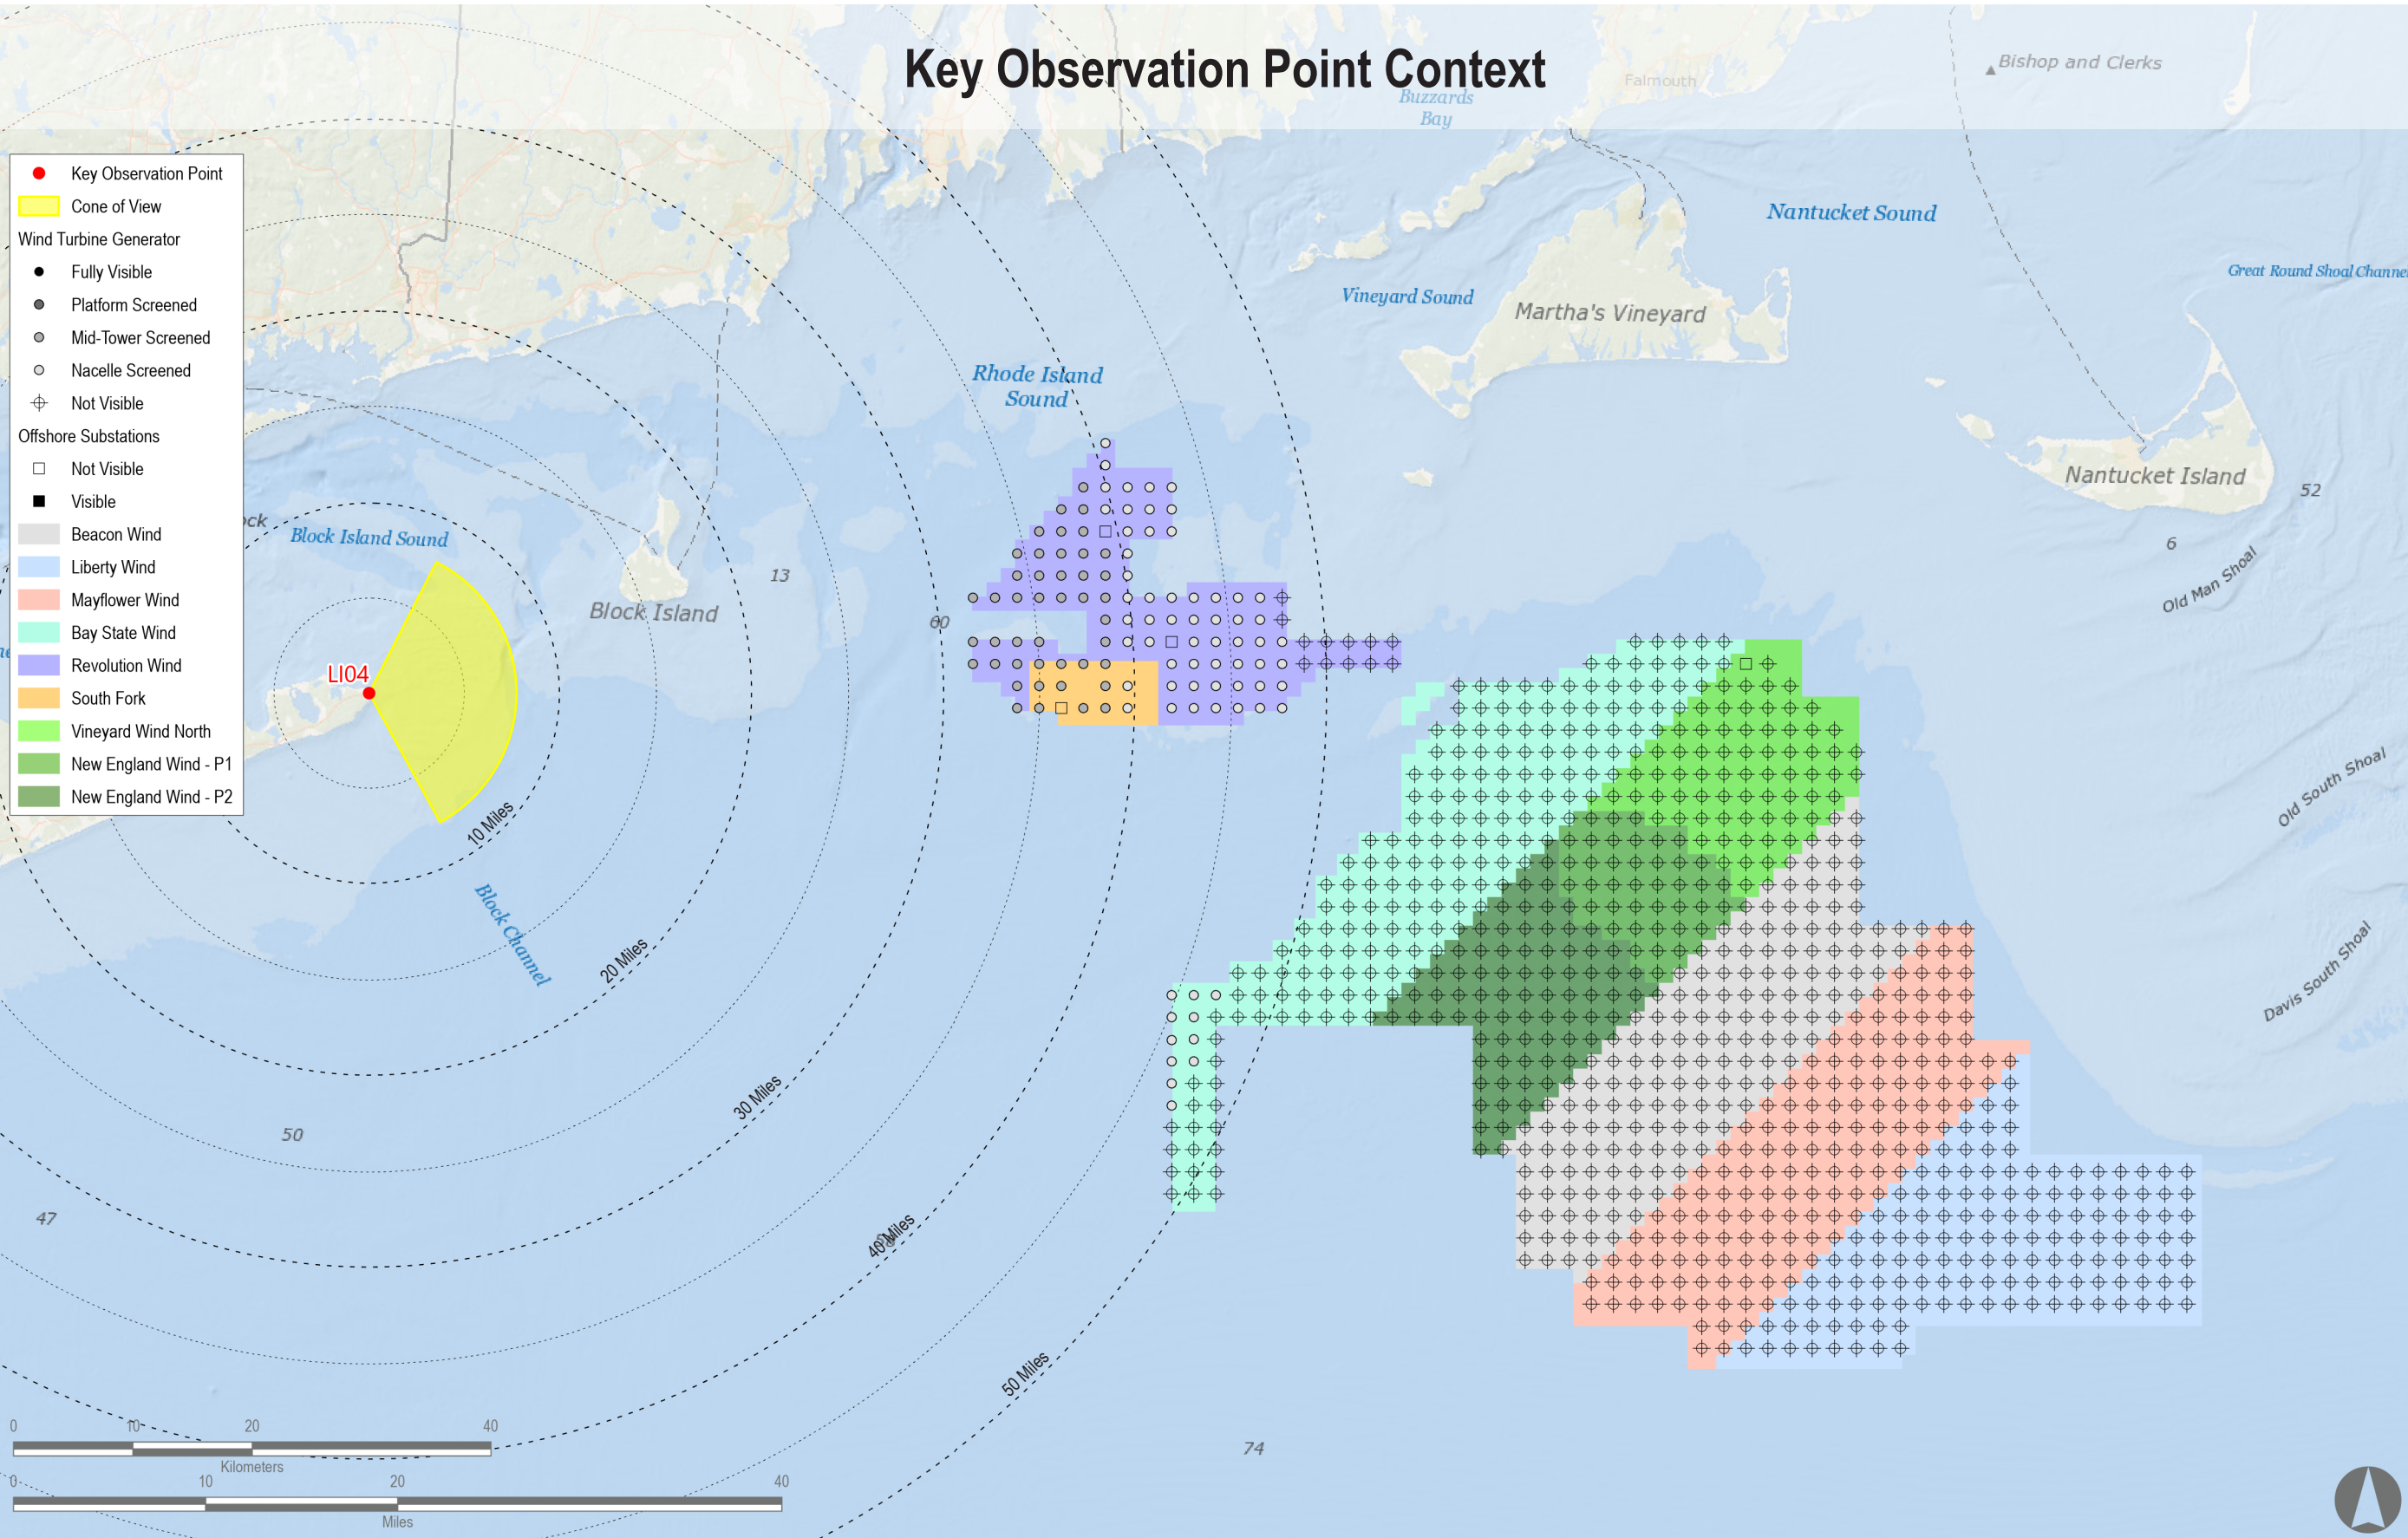 Key Observation Point Context
Bishop and Clerks
Falmouth
Buzzards
Bay
Key Observation Point
Cone of View
Wind Turbine Generator
Fully Visible
Platform Screened
Mid-Tower Screened
Nacelle Screened
Not Visible
Offshore Substations
Not Visible
Visible
Beacon Wind
Liberty Wind
Mayflower Wind
Bay State Wind
Revolution Wind
South Fork
Vineyard Wind North
New England Wind - P1
New England Wind - P2
Nantucket Sound
Great Round Shoal Channel
Vineyard Sound
Martha's Vineyard
Rhode Island
Sound
Nantucket Island
52
ock
Block Island Sound
6
13
Old Man Shoal
Block Island
60
LI04
Old South Shoal
10 Miles
Block Channel
20 Miles
Davis South Shoal
30 Miles
50
47
40 Miles
50 Miles
74
0 10 20 40
Kilometers
0 10 20 40
Miles